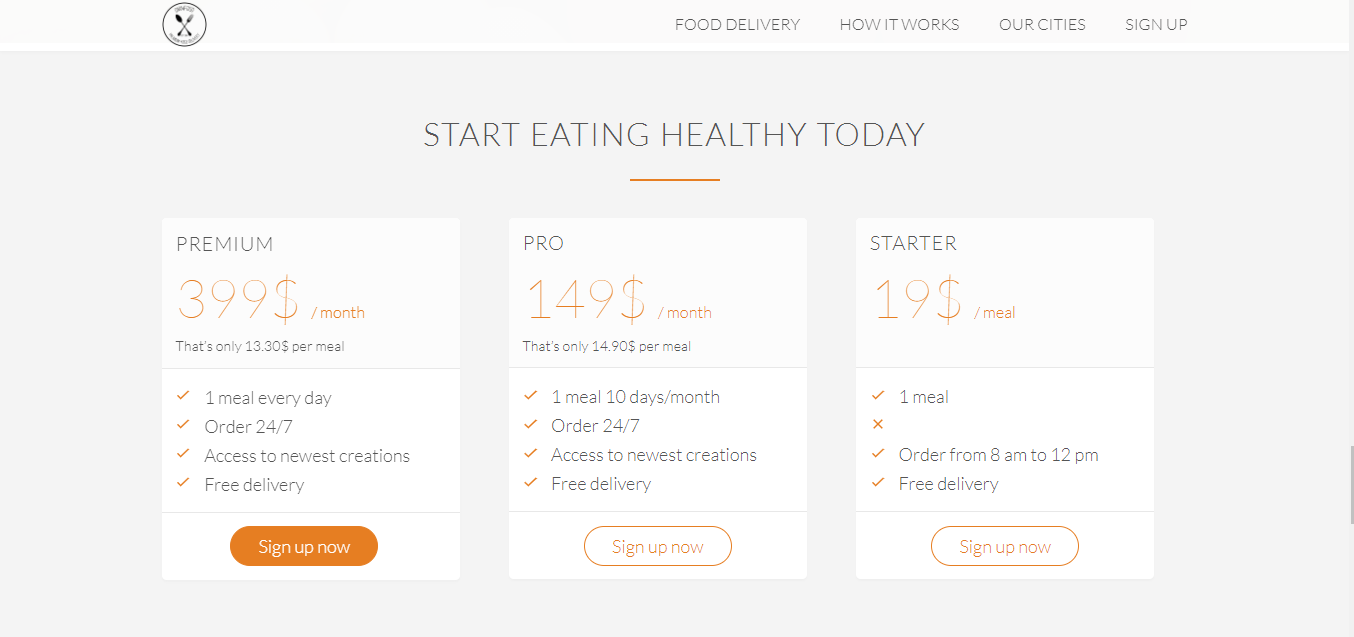 FOOD DELIVERY
HOW IT WORKS
OUR CITIES
SIGN UP
START EATING HEALTHY TODAY
PREMIUM
399$ / month
That's only 13.30$ per meal
1 meal every day
Order 24/7
Access to newest creations
Free delivery
Sign up now
PRO
149$ / month
That's only 14.90$ per meal
1 meal 10 days/month
Order 24/7
Access to newest creations
Free delivery
Sign up now
STARTER
19$ / meal
1 meal
Order from 8 am to 12 pm
Free delivery
Sign up now